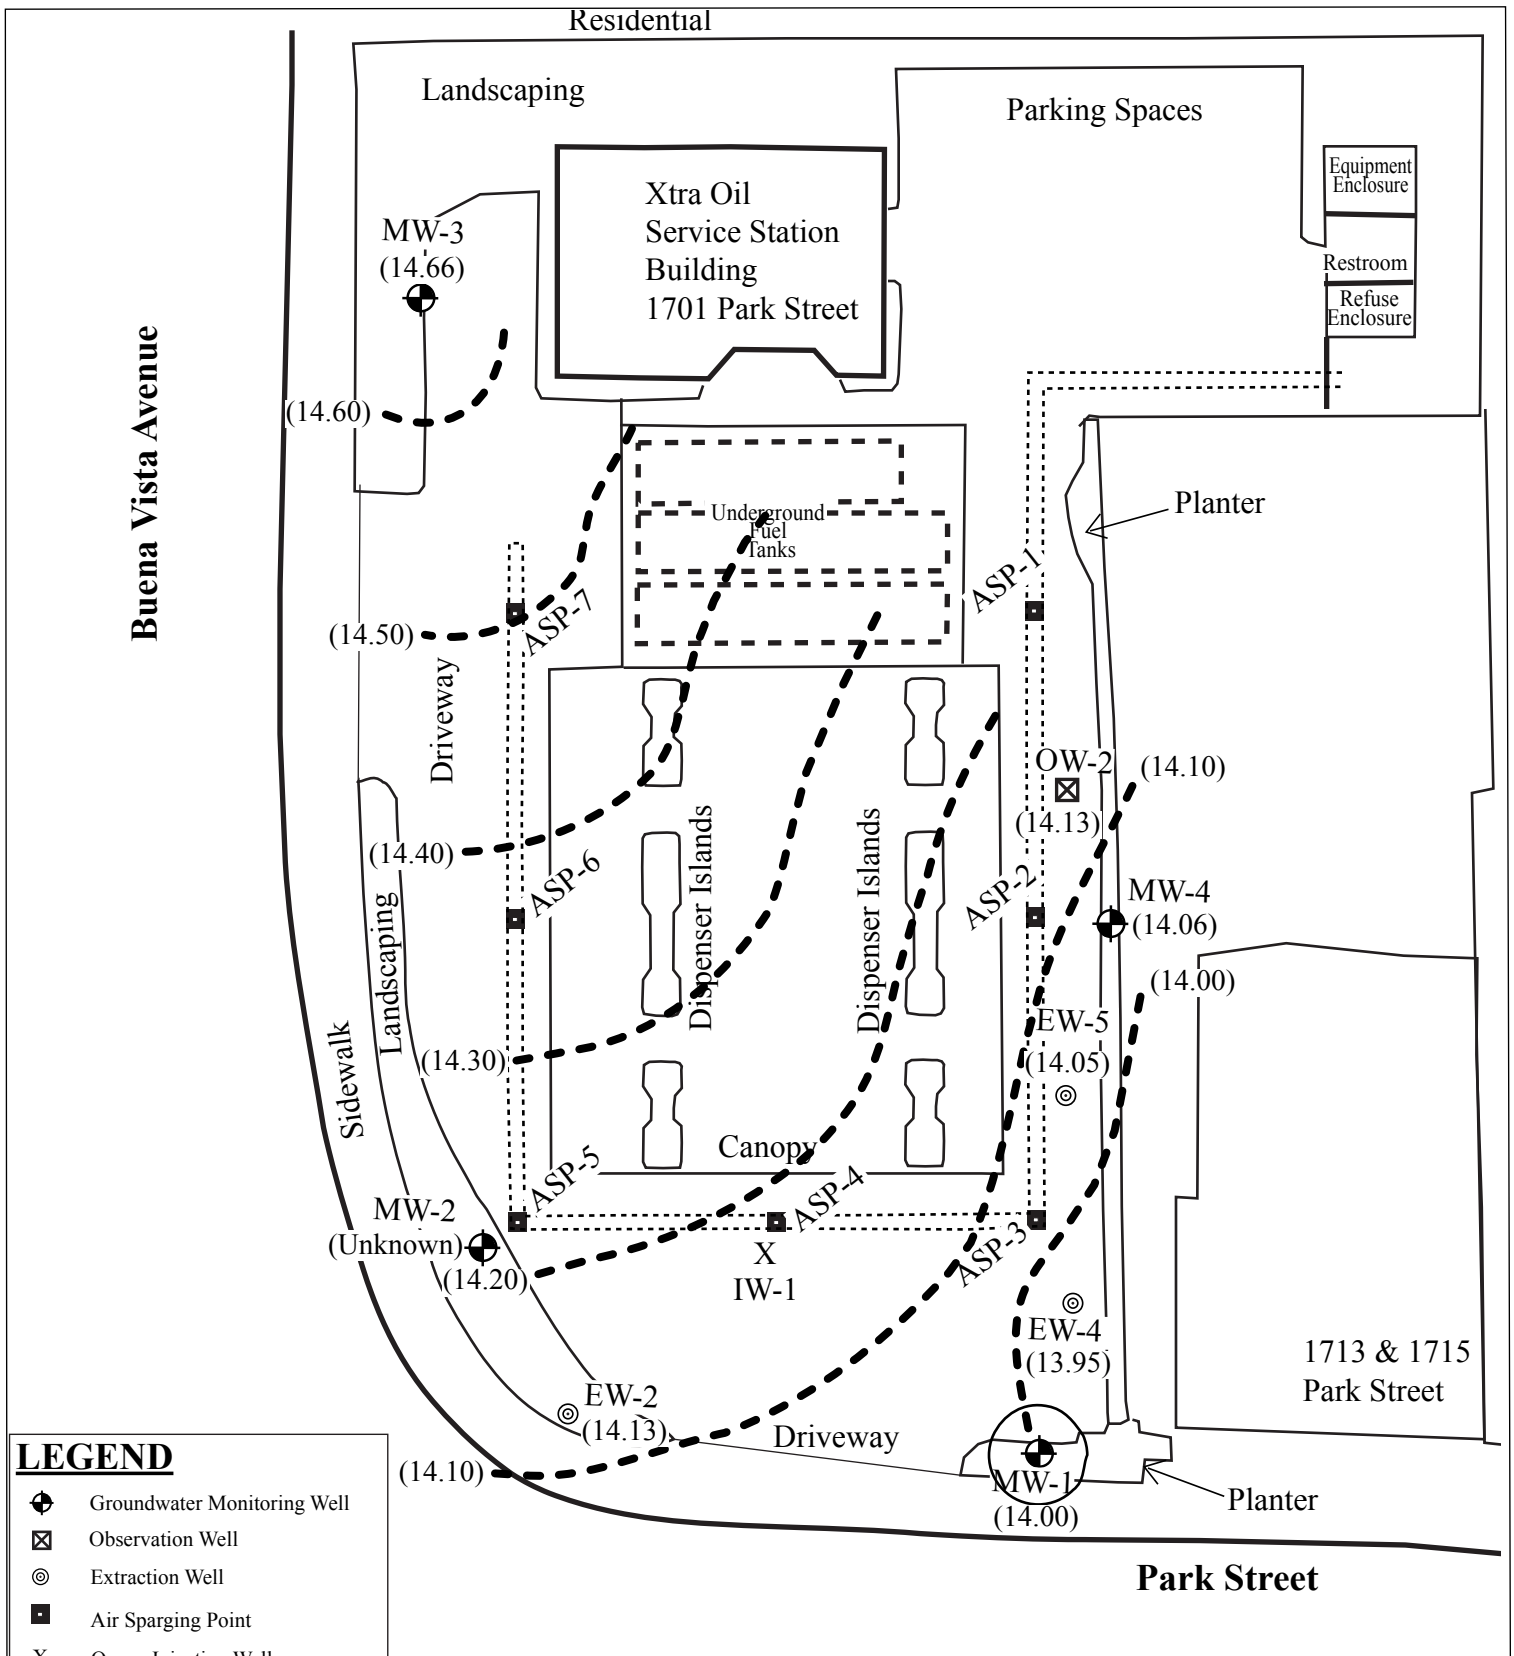 Residential
Landscaping
Parking Spaces
Equipment
Enclosure
Restroom
Refuse
Enclosure
Xtra Oil
Service Station
Building
1701 Park Street
MW-3
(14.66)
Buena Vista Avenue
(14.60)
Underground
Fuel
Tanks
Planter
ASP-1
ASP-7
(14.50)
Driveway
OW-2
(14.13)
(14.10)
(14.40)
ASP-6
Dispenser Islands
Dispenser Islands
ASP-2
MW-4
(14.06)
Landscaping
(14.00)
EW-5
(14.05)
(14.30)
Sidewalk
Canopy
ASP-5
ASP-4
MW-2
(Unknown)
(14.20)
X
IW-1
ASP-3
EW-4
(13.95)
1713 & 1715
Park Street
EW-2
(14.13)
Driveway
(14.10)
MW-1
(14.00)
Planter
Park Street
LEGEND
Groundwater Monitoring Well
Observation Well
Extraction Well
Air Sparging Point